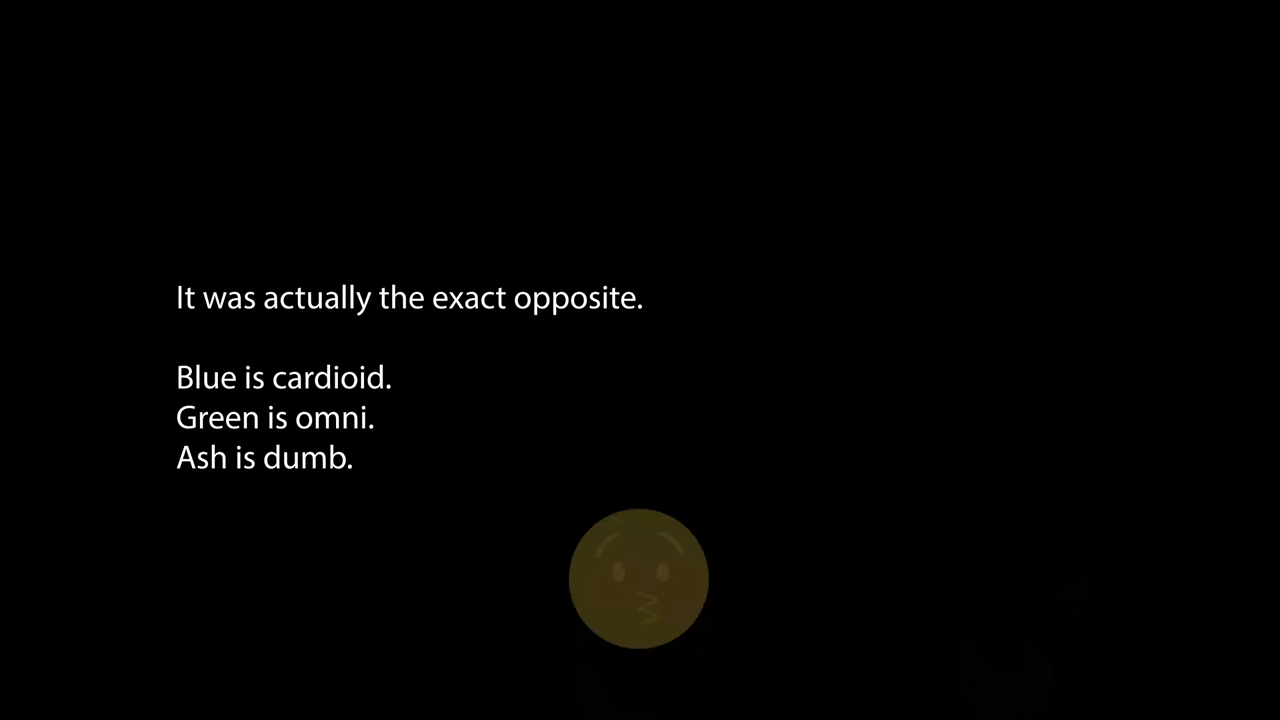 It was actually the exact opposite.
Blue is cardioid.
Green is omni.
Ash is dumb.